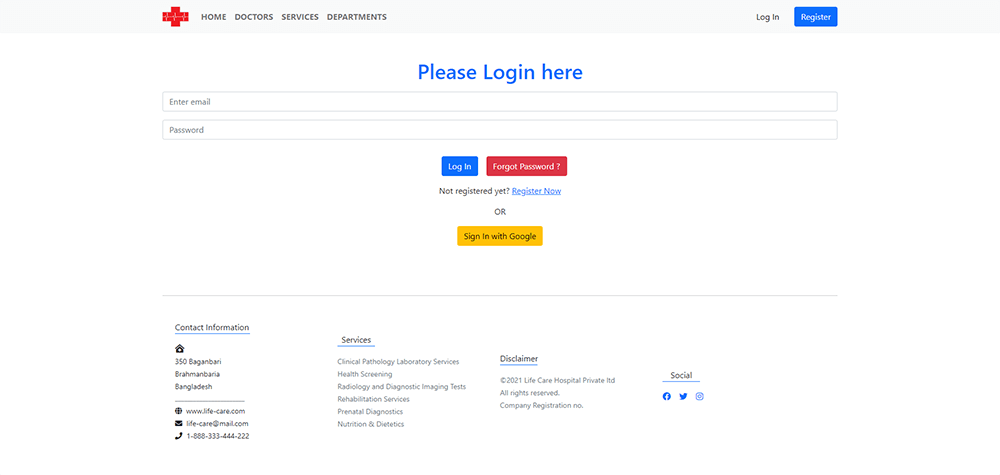 HOME DOCTORS SERVICES DEPARTMENTS Log In Register
Please Login here
Enter email
Password
Log In Forgot Password ?
Not registered yet? Register Now
OR
Sign In with Google
Contact Information
350 Baganbari
Brahmanbaria
Bangladesh
www.life-care.com
life-care@mail.com
1-888-333-444-222
Services
Clinical Pathology Laboratory Services
Health Screening
Radiology and Diagnostic Imaging Tests
Rehabilitation Services
Prenatal Diagnostics
Nutrition & Dietetics
Disclaimer
©2021 Life Care Hospital Private ltd
All rights reserved.
Company Registration no.
Social